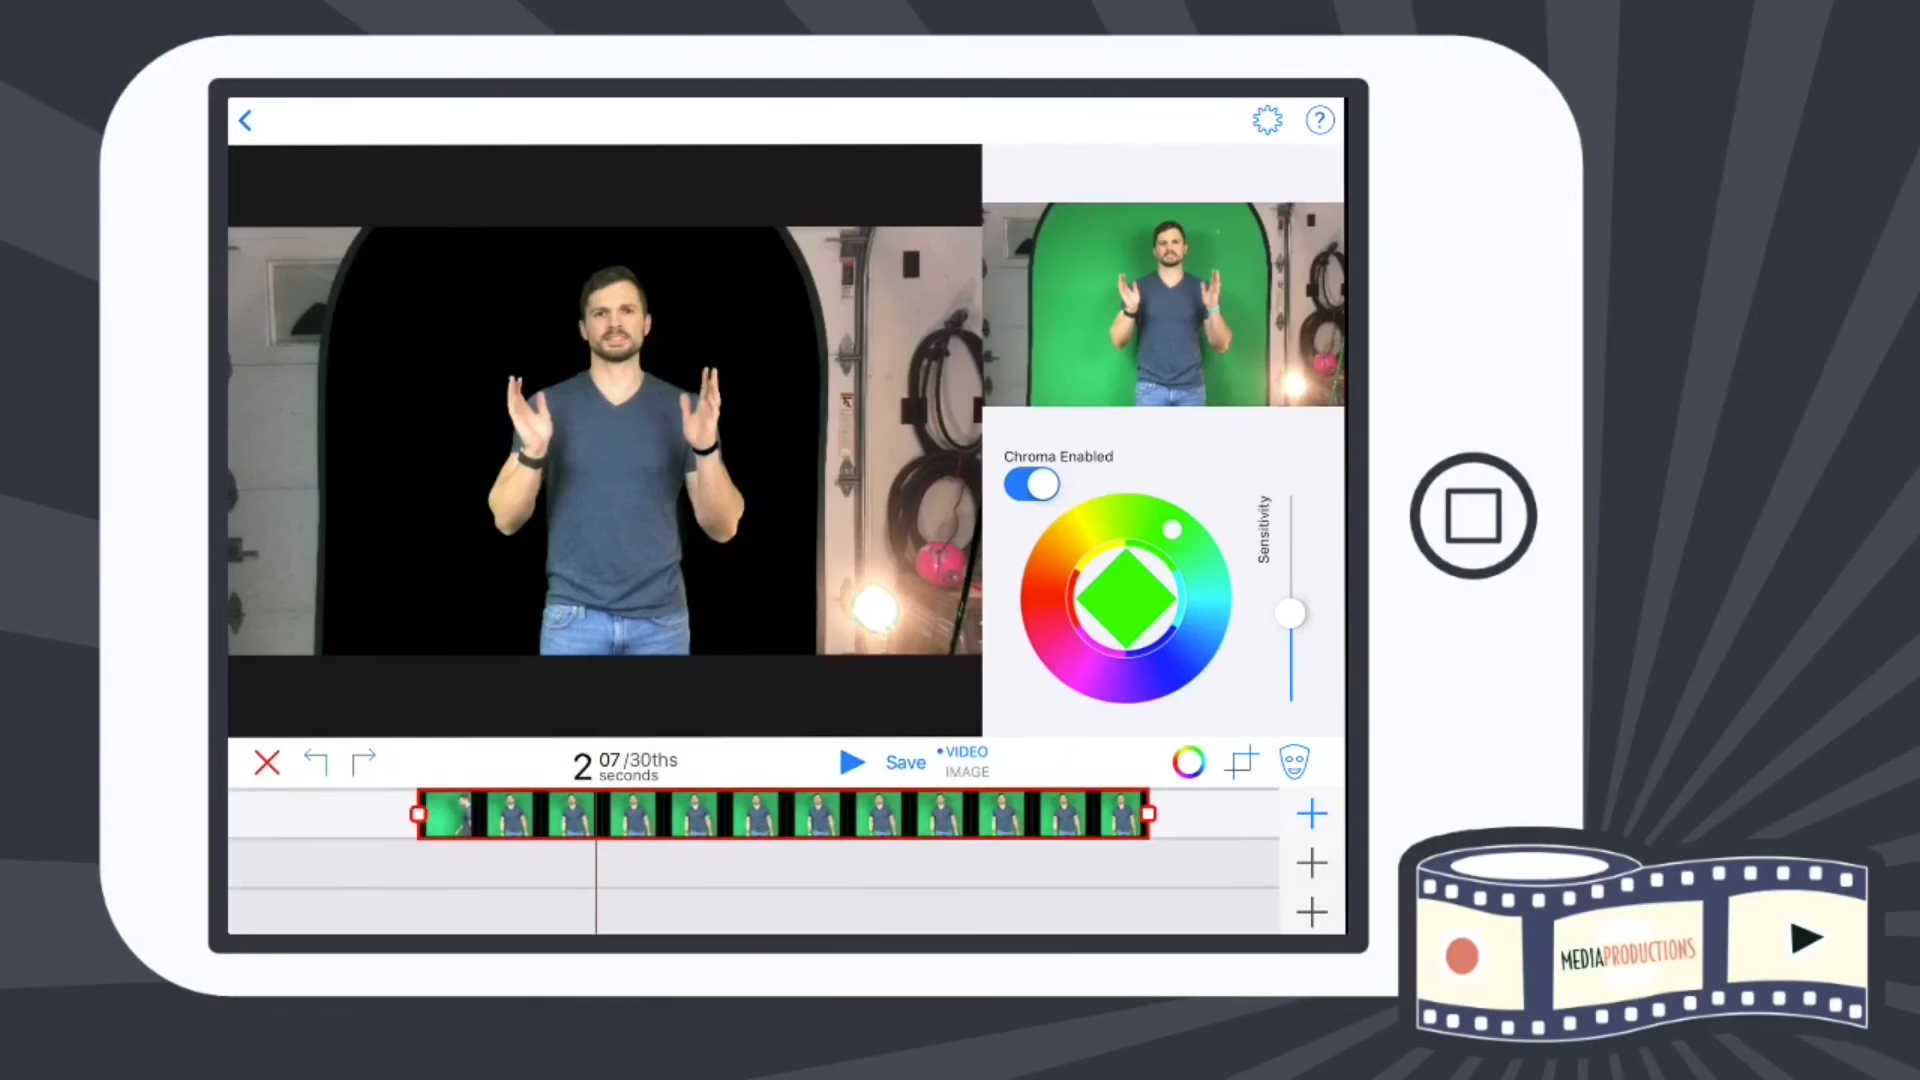 ?
Chroma Enabled
Sensitivity
2 07/30ths
seconds
Save
VIDEO
IMAGE
MEDIAPRODUCTIONS